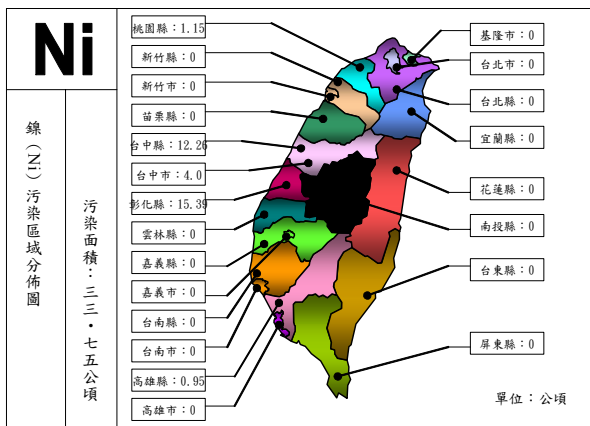 Ni
鎳（Ni）污染區域分佈圖
污染面積：三三・七五公頃
桃園縣：1.15
新竹縣：0
新竹市：0
苗栗縣：0
台中縣：12.26
台中市：4.0
彰化縣：15.39
雲林縣：0
嘉義縣：0
嘉義市：0
台南縣：0
台南市：0
高雄縣：0.95
高雄市：0
基隆市：0
台北市：0
台北縣：0
宜蘭縣：0
花蓮縣：0
南投縣：0
台東縣：0
屏東縣：0
單位：公頃